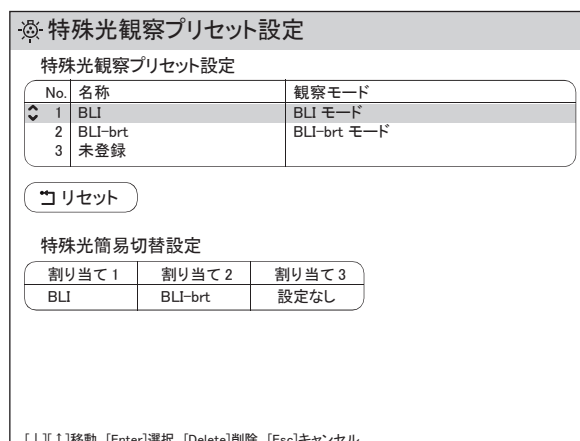 特殊光観察プリセット設定
特殊光観察プリセット設定
No. 名称 観察モード
1 BLI BLI モード
2 BLI-brt BLI-brt モード
3 未登録
リセット
特殊光簡易切替設定
割り当て 1 割り当て 2 割り当て 3
BLI BLI-brt 設定なし
[↓][↑]移動 [Enter]選択 [Delete]削除 [Esc]キャンセル